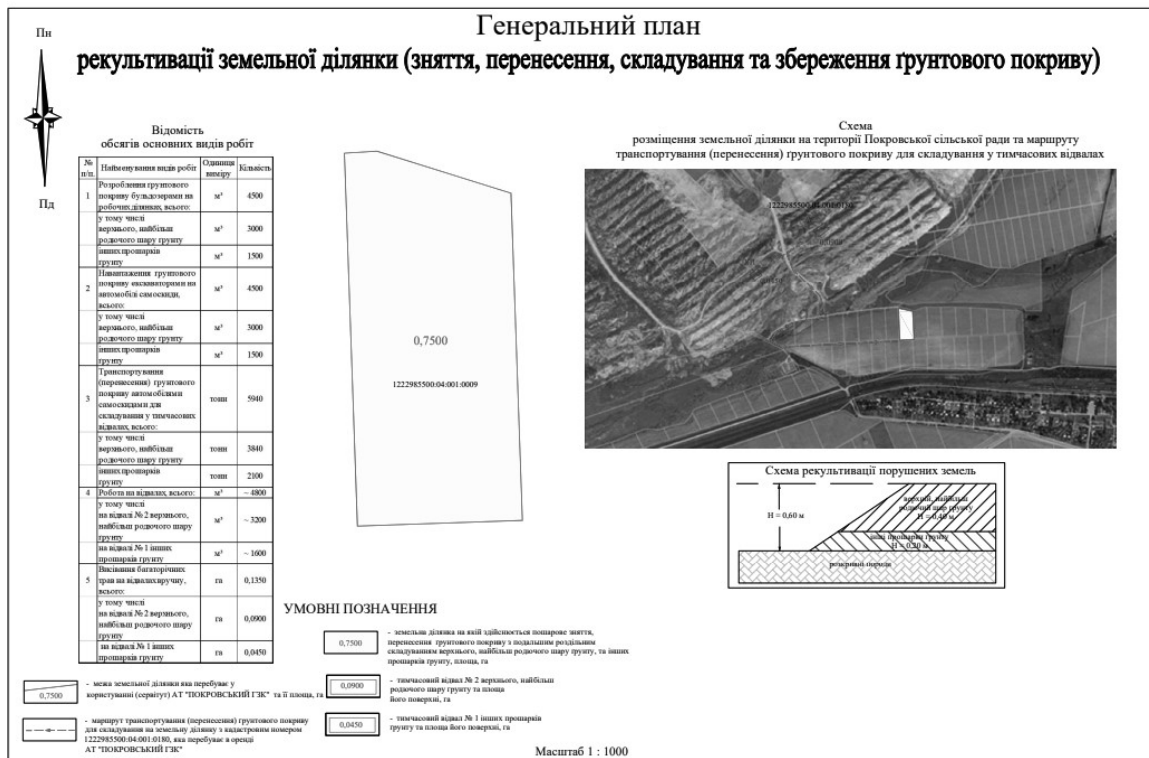 Генеральний план
рекультивації земельної ділянки (зняття, перенесення, складування та збереження ґрунтового покриву)
Пн
Пд
Відомість
обсягів основних видів робіт
№ Найменування видів робіт Одиниця Кількість
п/п. виміру
1 Розроблення ґрунтового
покриву бульдозерами на
робочих ділянках, всього: м³ 4500
у тому числі
верхнього, найбільш
родючого шару ґрунту м³ 3000
інших прошарків
ґрунту м³ 1500
2 Навантаження ґрунтового
покриву екскаваторами на
автомобілі самоскиди,
всього: м³ 4500
у тому числі
верхнього, найбільш
родючого шару ґрунту м³ 3000
інших прошарків
ґрунту м³ 1500
3 Транспортування
(перенесення) ґрунтового
покриву автомобілями
самоскидами для
складування у тимчасових
відвалах, всього: тонн 5940
у тому числі
верхнього, найбільш
родючого шару ґрунту тонн 3840
інших прошарків
ґрунту тонн 2100
4 Робота на відвалах, всього: м³ ~ 4800
у тому числі
на відвалі № 2 верхнього,
найбільш родючого шару
ґрунту м³ ~ 3200
на відвалі № 1 інших
прошарків ґрунту м³ ~ 1600
5 Висівання багаторічних
трав на відвалах вручну,
всього: га 0,1350
у тому числі
на відвалі № 2 верхнього,
найбільш родючого шару
ґрунту га 0,0900
на відвалі № 1 інших
прошарків ґрунту га 0,0450
0,7500
1222985500:04:001:0009
Схема
розміщення земельної ділянки на території Покровської сільської ради та маршруту
транспортування (перенесення) ґрунтового покриву для складування у тимчасових відвалах
1222985500:04:001:0180
Схема рекультивації порушених земель
H = 0,60 м
верхній, найбільш
родючий шар ґрунту
H = 0,40 м
інші прошарки ґрунту
H = 0,20 м
розкривні породи
УМОВНІ ПОЗНАЧЕННЯ
0,7500
- земельна ділянка на якій здійснюється пошарове зняття,
перенесення ґрунтового покриву з подальшим роздільним
складуванням верхнього, найбільш родючого шару ґрунту, та інших
прошарків ґрунту, площа, га
0,7500
- межа земельної ділянки яка перебуває у
користуванні (сервітут) АТ "ПОКРОВСЬКИЙ ГЗК" та її площа, га
0,0900
- тимчасовий відвал № 2 верхнього, найбільш
родючого шару ґрунту та площа
його поверхні, га
- маршрут транспортування (перенесення) ґрунтового покриву
для складування на земельну ділянку з кадастровим номером
1222985500:04:001:0180, яка перебуває в оренді
АТ "ПОКРОВСЬКИЙ ГЗК"
0,0450
- тимчасовий відвал № 1 інших прошарків
ґрунту та площа його поверхні, га
Масштаб 1 : 1000